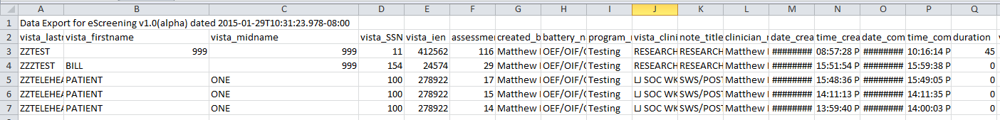 A B C D E F G H I J K L M N O P Q
1 Data Export for eScreening v1.0(alpha) dated 2015-01-29T10:31:23.978-08:00
2 vista_lastn vista_firstname vista_midname vista_SSN vista_ien assessmen created_b battery_na program_n vista_clini note_title clinician_n date_crea time_crea date_com time_com duration
3 ZZTEST 999 999 11 412562 116 Matthew OEF/OIF/O Testing RESEARCH RESEARCH Matthew ######## 08:57:28 P ######## 10:16:14 P 45
4 ZZZTEST BILL 999 154 24574 29 Matthew OEF/OIF/O Testing RESEARCH RESEARCH Matthew ######## 15:51:54 P ######## 15:59:38 P 0
5 ZZTELEHEA PATIENT ONE 100 278922 17 Matthew OEF/OIF/O Testing LJ SOC WK SWS/POST Matthew ######## 15:48:36 P ######## 15:49:05 P 0
6 ZZTELEHEA PATIENT ONE 100 278922 15 Matthew OEF/OIF/O Testing LJ SOC WK SWS/POST Matthew ######## 14:11:13 P ######## 14:11:35 P 0
7 ZZTELEHEA PATIENT ONE 100 278922 14 Matthew OEF/OIF/O Testing LJ SOC WK SWS/POST Matthew ######## 13:59:40 P ######## 14:00:03 P 0